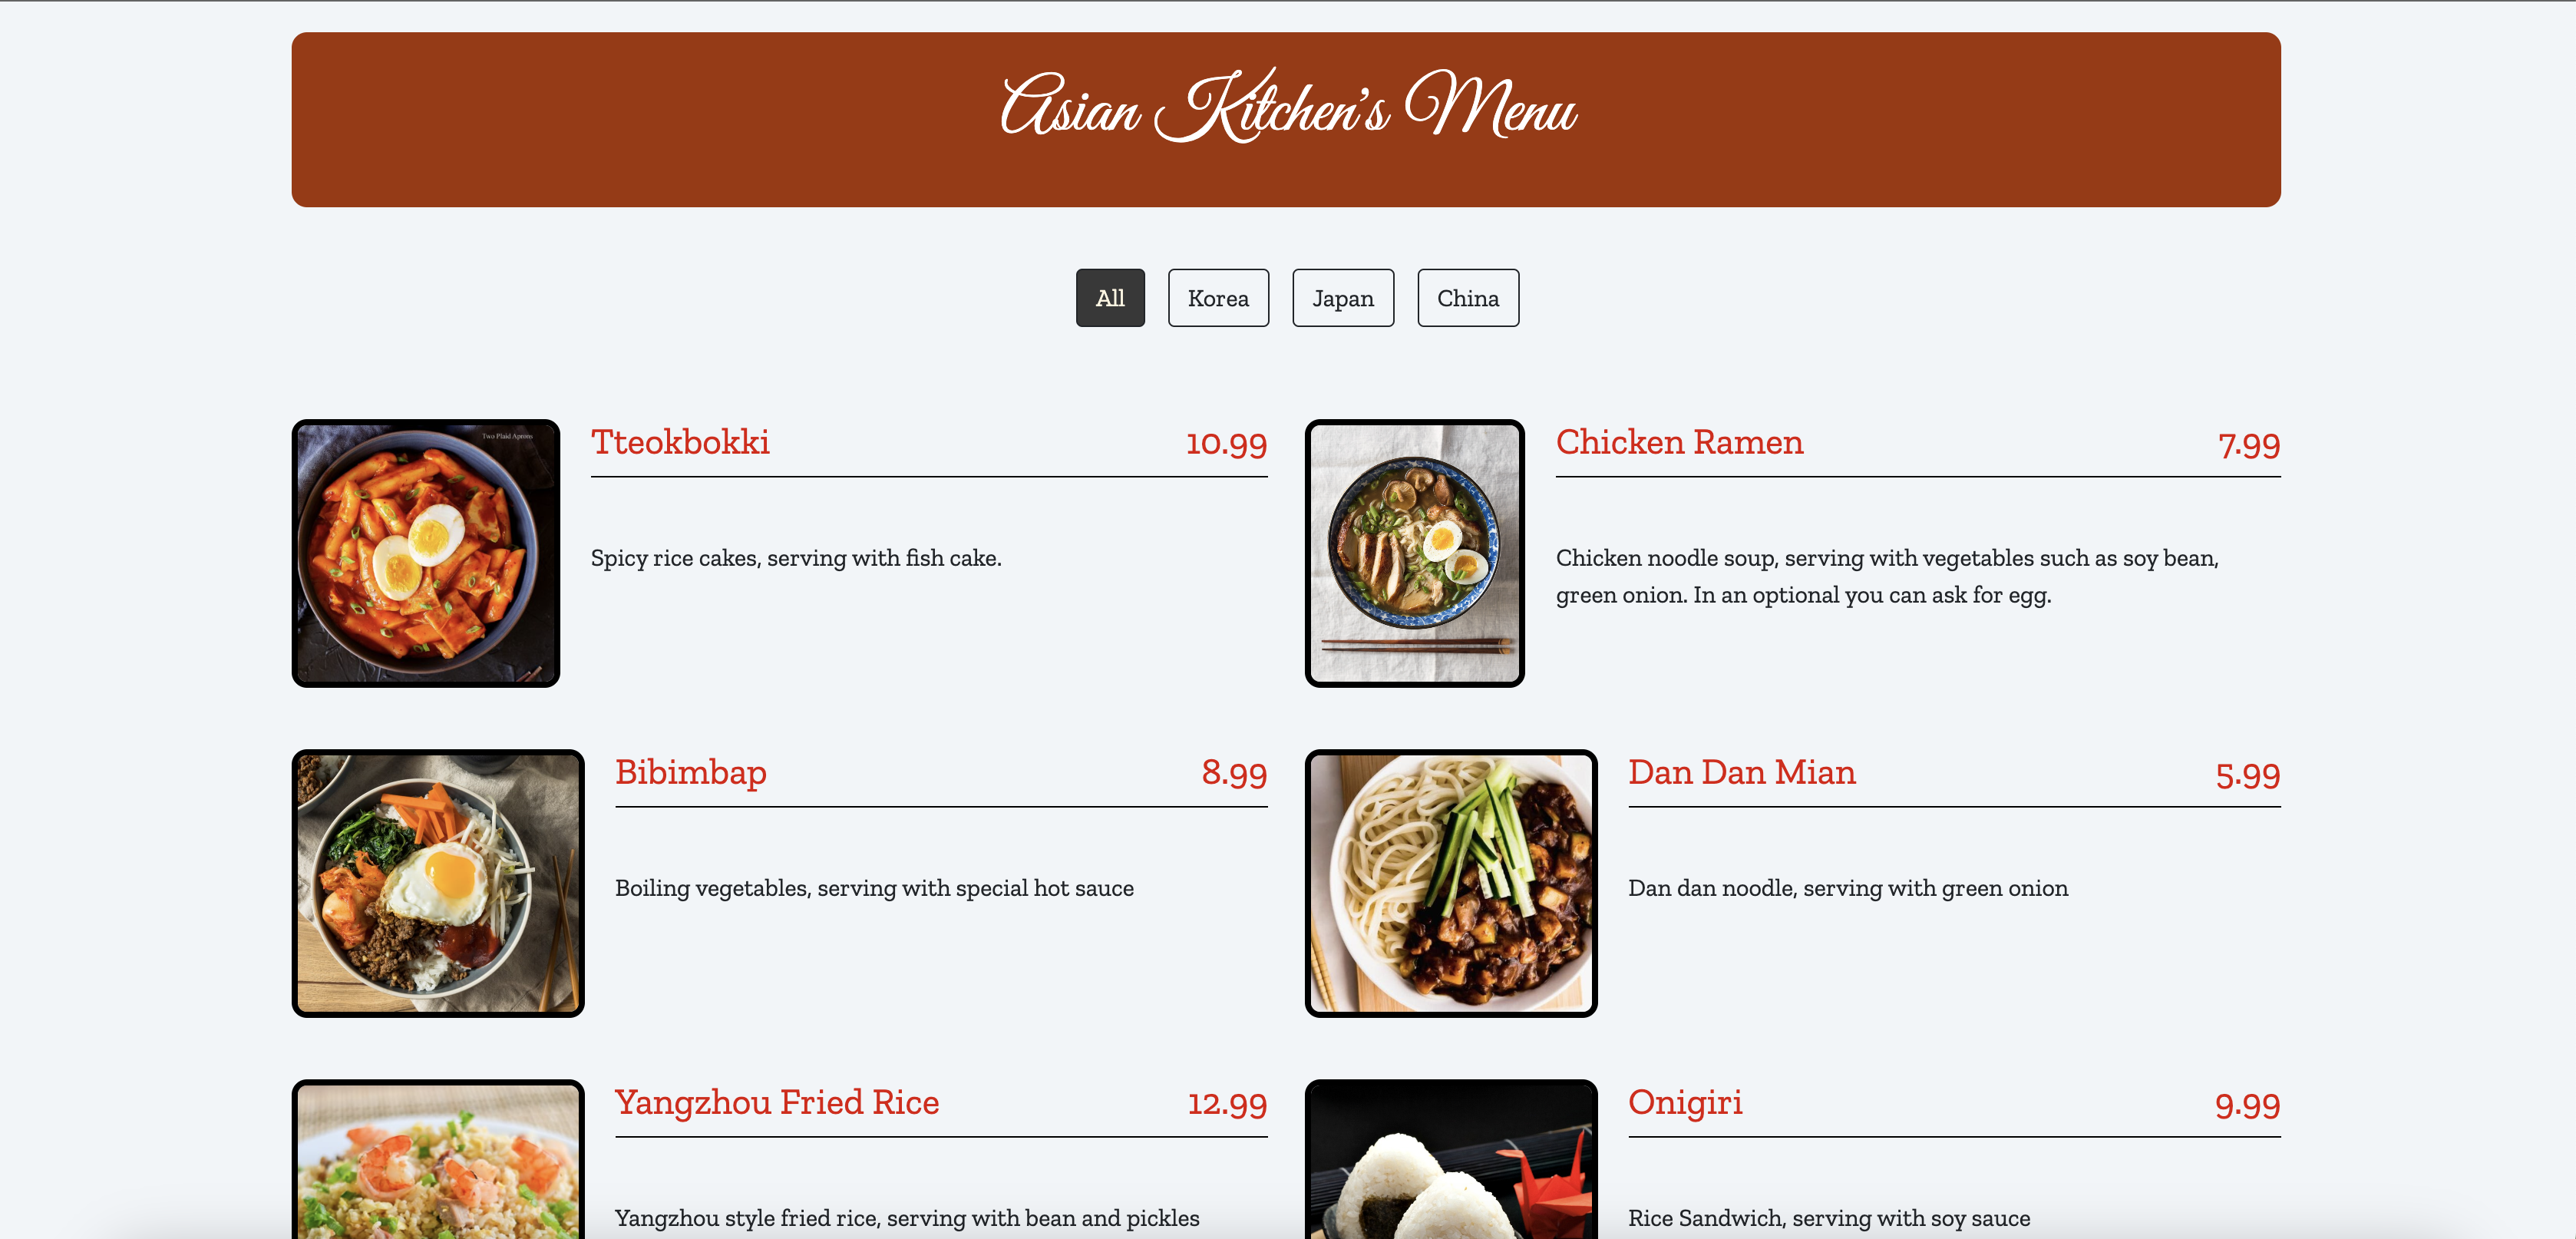 Asian Kitchen's Menu
All
Korea
Japan
China
Two Plaid Aprons
Tteokbokki
10.99
Spicy rice cakes, serving with fish cake.
Chicken Ramen
7.99
Chicken noodle soup, serving with vegetables such as soy bean,
green onion. In an optional you can ask for egg.
Bibimbap
8.99
Boiling vegetables, serving with special hot sauce
Dan Dan Mian
5.99
Dan dan noodle, serving with green onion
Yangzhou Fried Rice
12.99
Yangzhou style fried rice, serving with bean and pickles
Onigiri
9.99
Rice Sandwich, serving with soy sauce